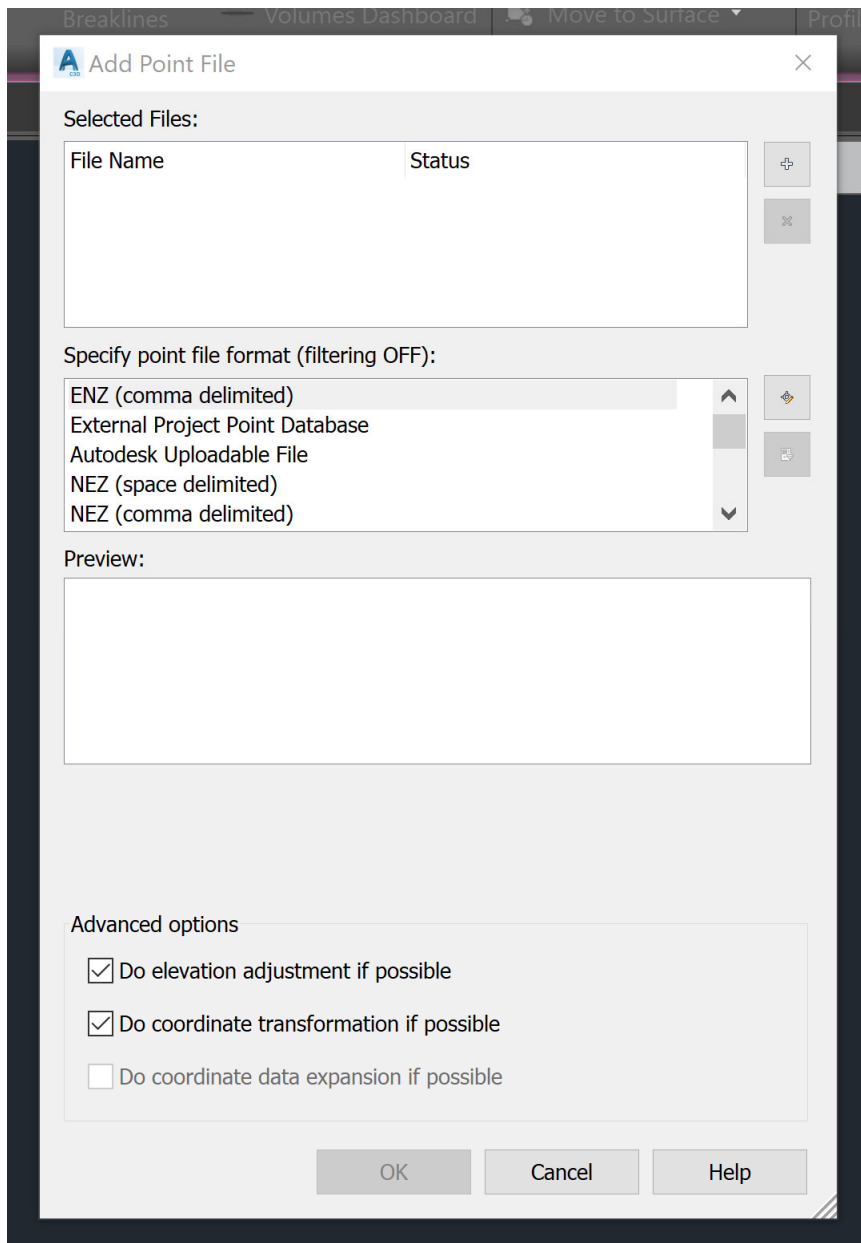 Breaklines Volumes Dashboard Move to Surface Profil
C3D Add Point File
Selected Files:
File Name Status
Specify point file format (filtering OFF):
ENZ (comma delimited)
External Project Point Database
Autodesk Uploadable File
NEZ (space delimited)
NEZ (comma delimited)
Preview:
Advanced options
Do elevation adjustment if possible
Do coordinate transformation if possible
Do coordinate data expansion if possible
OK Cancel Help